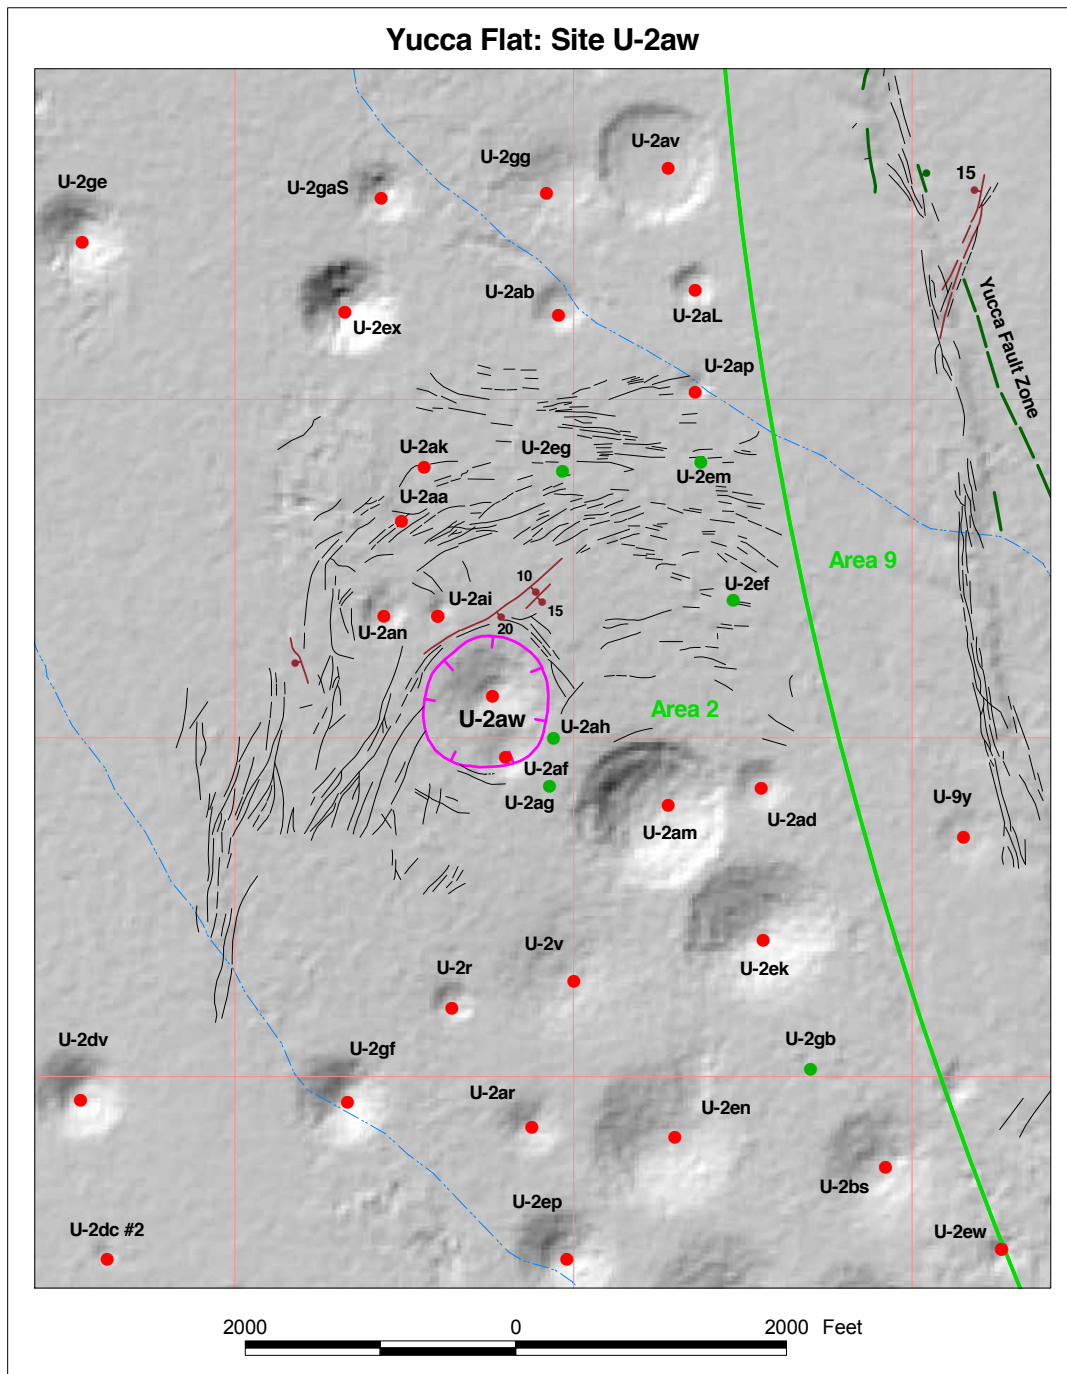 Yucca Flat: Site U-2aw
U-2av
U-2gg
U-2ge
U-2gaS
15
U-2ab
U-2aL
U-2ex
Yucca Fault Zone
U-2ap
U-2ak
U-2eg
U-2em
U-2aa
Area 9
10
U-2ef
U-2ai
15
U-2an
20
Area 2
U-2aw
U-2ah
U-2af
U-2ag
U-9y
U-2am
U-2ad
U-2v
U-2r
U-2ek
U-2dv
U-2gf
U-2gb
U-2ar
U-2en
U-2bs
U-2ep
U-2dc #2
U-2ew
2000 0 2000 Feet